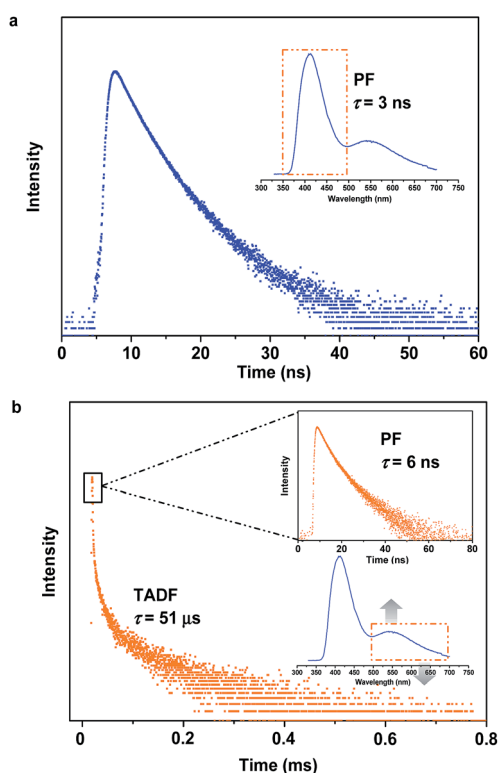 a
Intensity
PF
τ = 3 ns
300 350 400 450 500 550 600 650 700 750
Wavelength (nm)
0 10 20 30 40 50 60
Time (ns)
b
Intensity
TADF
τ = 51 μs
Intensity
PF
τ = 6 ns
0 20 40 60 80
Time (ns)
300 350 400 450 500 550 600 650 700 750
Wavelength (nm)
0 0.2 0.4 0.6 0.8
Time (ms)